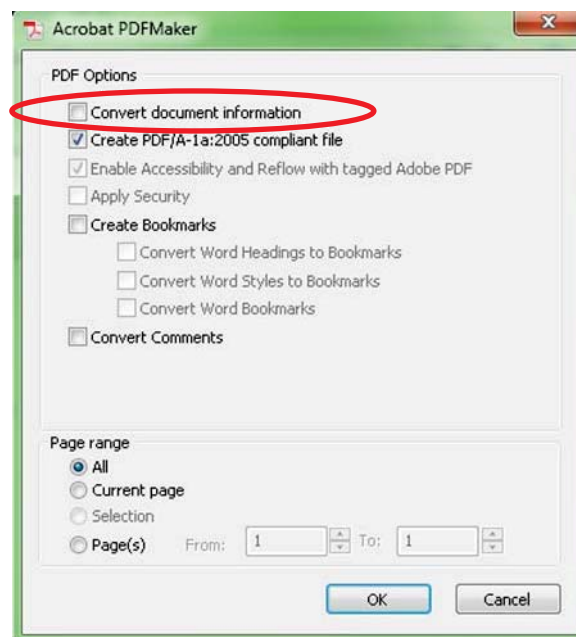 Acrobat PDFMaker
PDF Options
Convert document information
Create PDF/A-1a:2005 compliant file
Enable Accessibility and Reflow with tagged Adobe PDF
Apply Security
Create Bookmarks
Convert Word Headings to Bookmarks
Convert Word Styles to Bookmarks
Convert Word Bookmarks
Convert Comments
Page range
All
Current page
Selection
Page(s) From: 1 To: 1
OK Cancel